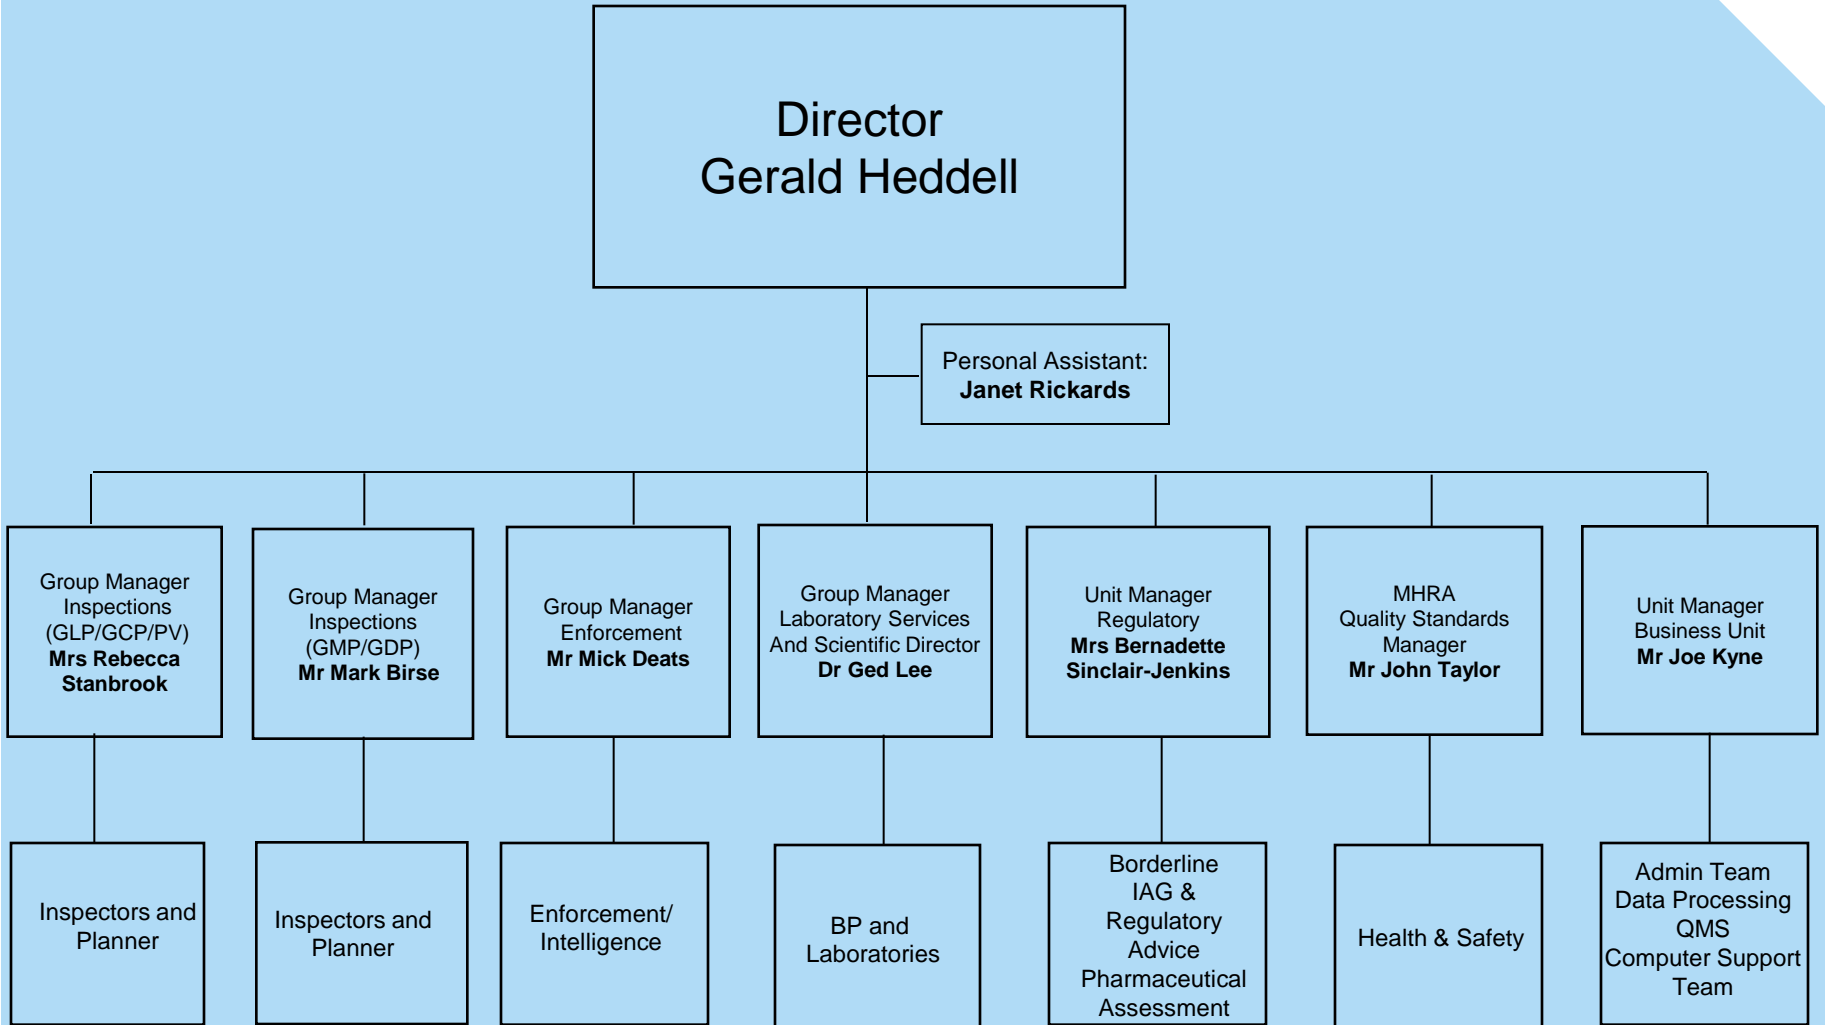 Director
Gerald Heddell
Personal Assistant:
Janet Rickards
Group Manager
Inspections
(GLP/GCP/PV)
Mrs Rebecca
Stanbrook
Group Manager
Inspections
(GMP/GDP)
Mr Mark Birse
Group Manager
Enforcement
Mr Mick Deats
Group Manager
Laboratory Services
And Scientific Director
Dr Ged Lee
Unit Manager
Regulatory
Mrs Bernadette
Sinclair-Jenkins
MHRA
Quality Standards
Manager
Mr John Taylor
Unit Manager
Business Unit
Mr Joe Kyne
Inspectors and
Planner
Inspectors and
Planner
Enforcement/
Intelligence
BP and
Laboratories
Borderline
IAG &
Regulatory
Advice
Pharmaceutical
Assessment
Health & Safety
Admin Team
Data Processing
QMS
Computer Support
Team